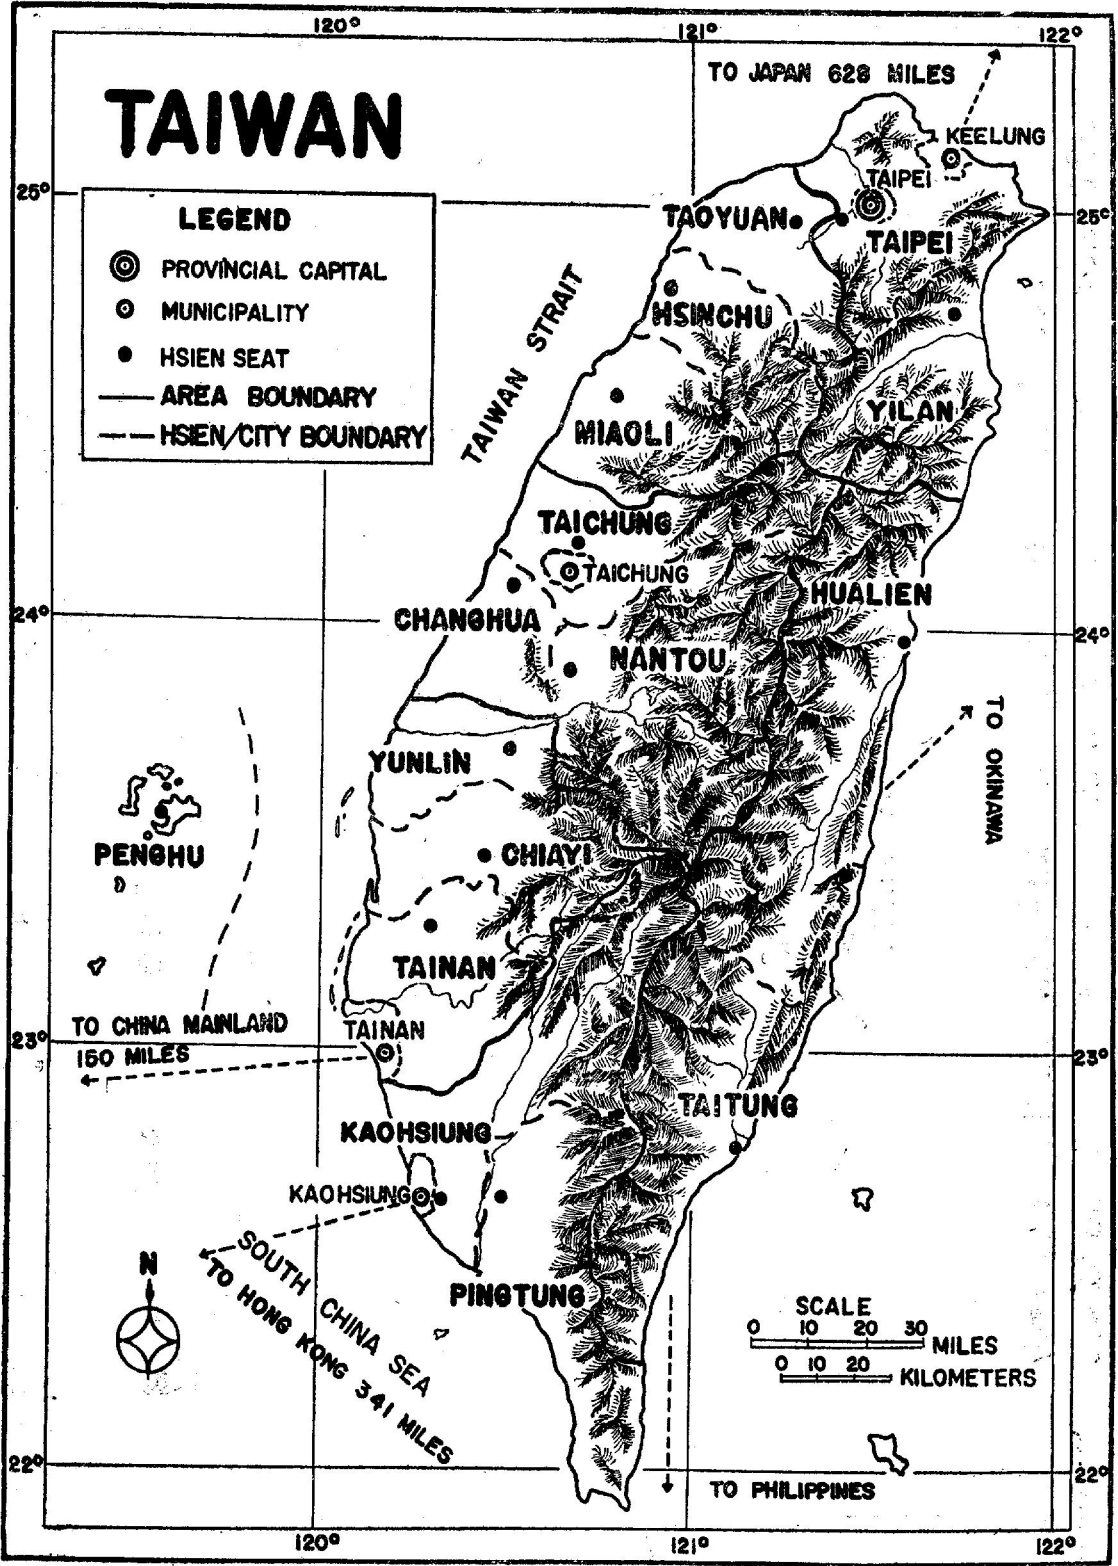 120°
121°
122°
TO JAPAN 628 MILES
TAIWAN
KEELUNG
TAIPEI
25°
25°
LEGEND
PROVINCIAL CAPITAL
MUNICIPALITY
HSIEN SEAT
AREA BOUNDARY
HSIEN/CITY BOUNDARY
TAOYUAN
TAIPEI
HSINCHU
TAIWAN STRAIT
YILAN
MIAOLI
TAICHUNG
TAICHUNG
HUALIEN
24°
24°
CHANGHUA
NANTOU
TO OKINAWA
YUNLIN
PENGHU
CHIAYI
TAINAN
TO CHINA MAINLAND
150 MILES
TAINAN
23°
23°
TAITUNG
KAOHSIUNG
KAOHSIUNG
SOUTH CHINA SEA
TO HONG KONG 341 MILES
N
PINGTUNG
SCALE
0 10 20 30
MILES
0 10 20
KILOMETERS
22°
22°
TO PHILIPPINES
120°
121°
122°